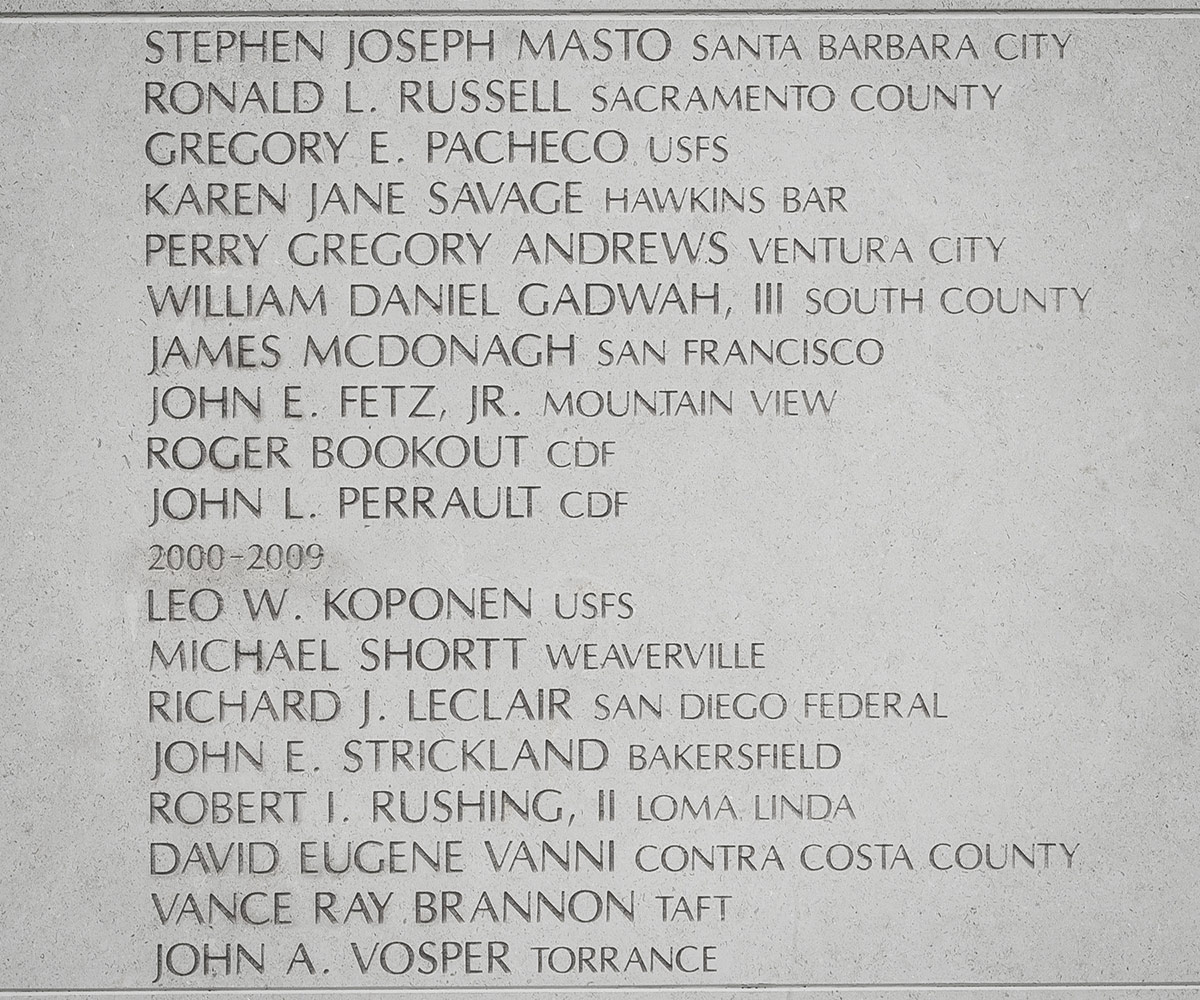 STEPHEN JOSEPH MASTO SANTA BARBARA CITY
RONALD L. RUSSELL SACRAMENTO COUNTY
GREGORY E. PACHECO USFS
KAREN JANE SAVAGE HAWKINS BAR
PERRY GREGORY ANDREWS VENTURA CITY
WILLIAM DANIEL GADWAH, III SOUTH COUNTY
JAMES MCDONAGH SAN FRANCISCO
JOHN E. FETZ, JR. MOUNTAIN VIEW
ROGER BOOKOUT CDF
JOHN L. PERRAULT CDF
2000-2009
LEO W. KOPONEN USFS
MICHAEL SHORTT WEAVERVILLE
RICHARD J. LECLAIR SAN DIEGO FEDERAL
JOHN E. STRICKLAND BAKERSFIELD
ROBERT I. RUSHING, II LOMA LINDA
DAVID EUGENE VANNI CONTRA COSTA COUNTY
VANCE RAY BRANNON TAFT
JOHN A. VOSPER TORRANCE